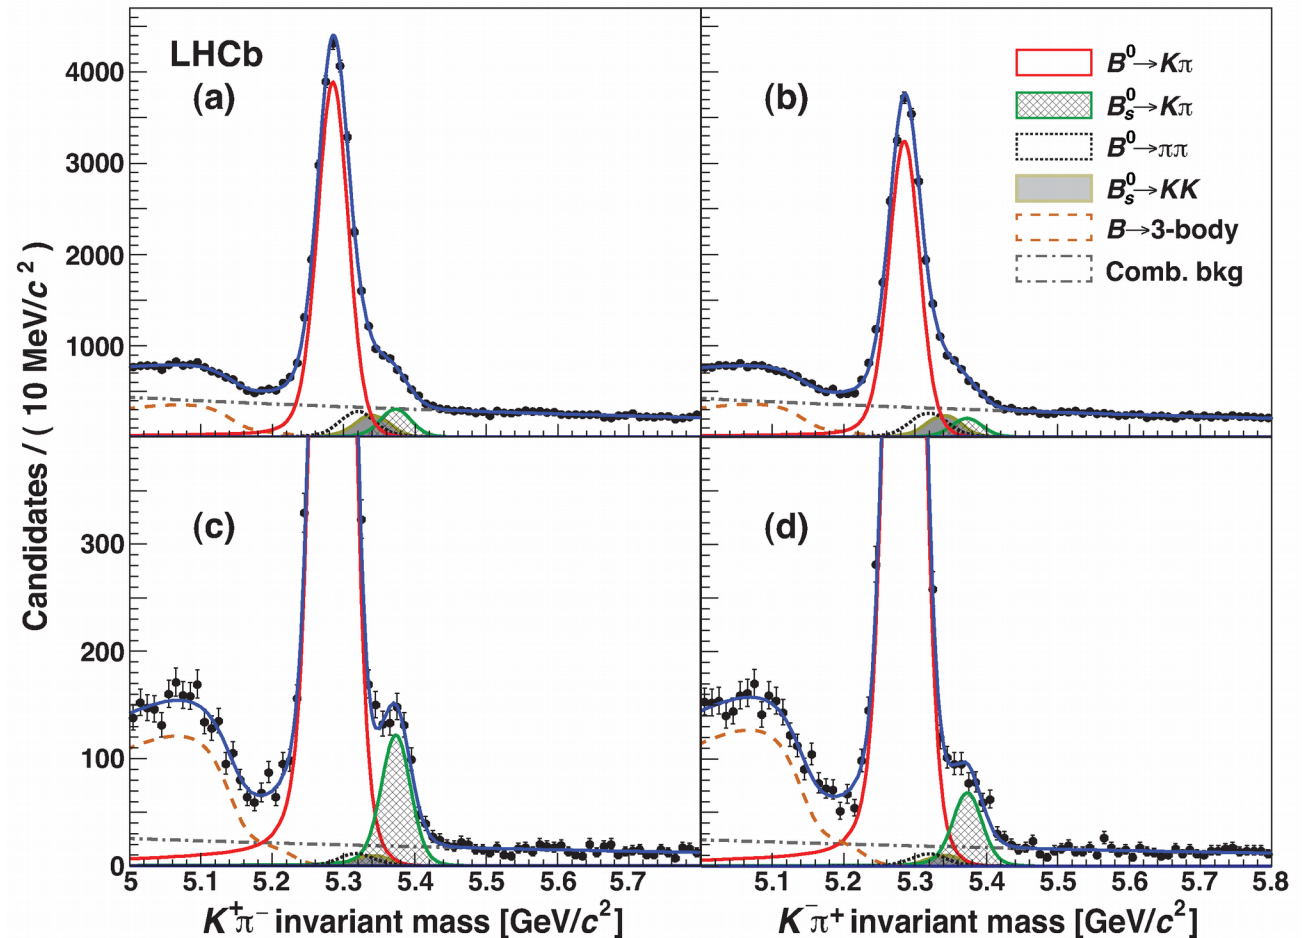 LHCb
(a)
(b)
B⁰→Kπ
B⁰ₛ→Kπ
B⁰→ππ
B⁰ₛ→KK
B→3-body
Comb. bkg
4000
3000
2000
1000
Candidates / ( 10 MeV/c² )
(c)
(d)
300
200
100
0
5 5.1 5.2 5.3 5.4 5.5 5.6 5.7
5.1 5.2 5.3 5.4 5.5 5.6 5.7 5.8
K⁺π⁻ invariant mass [GeV/c²]
K⁻π⁺ invariant mass [GeV/c²]